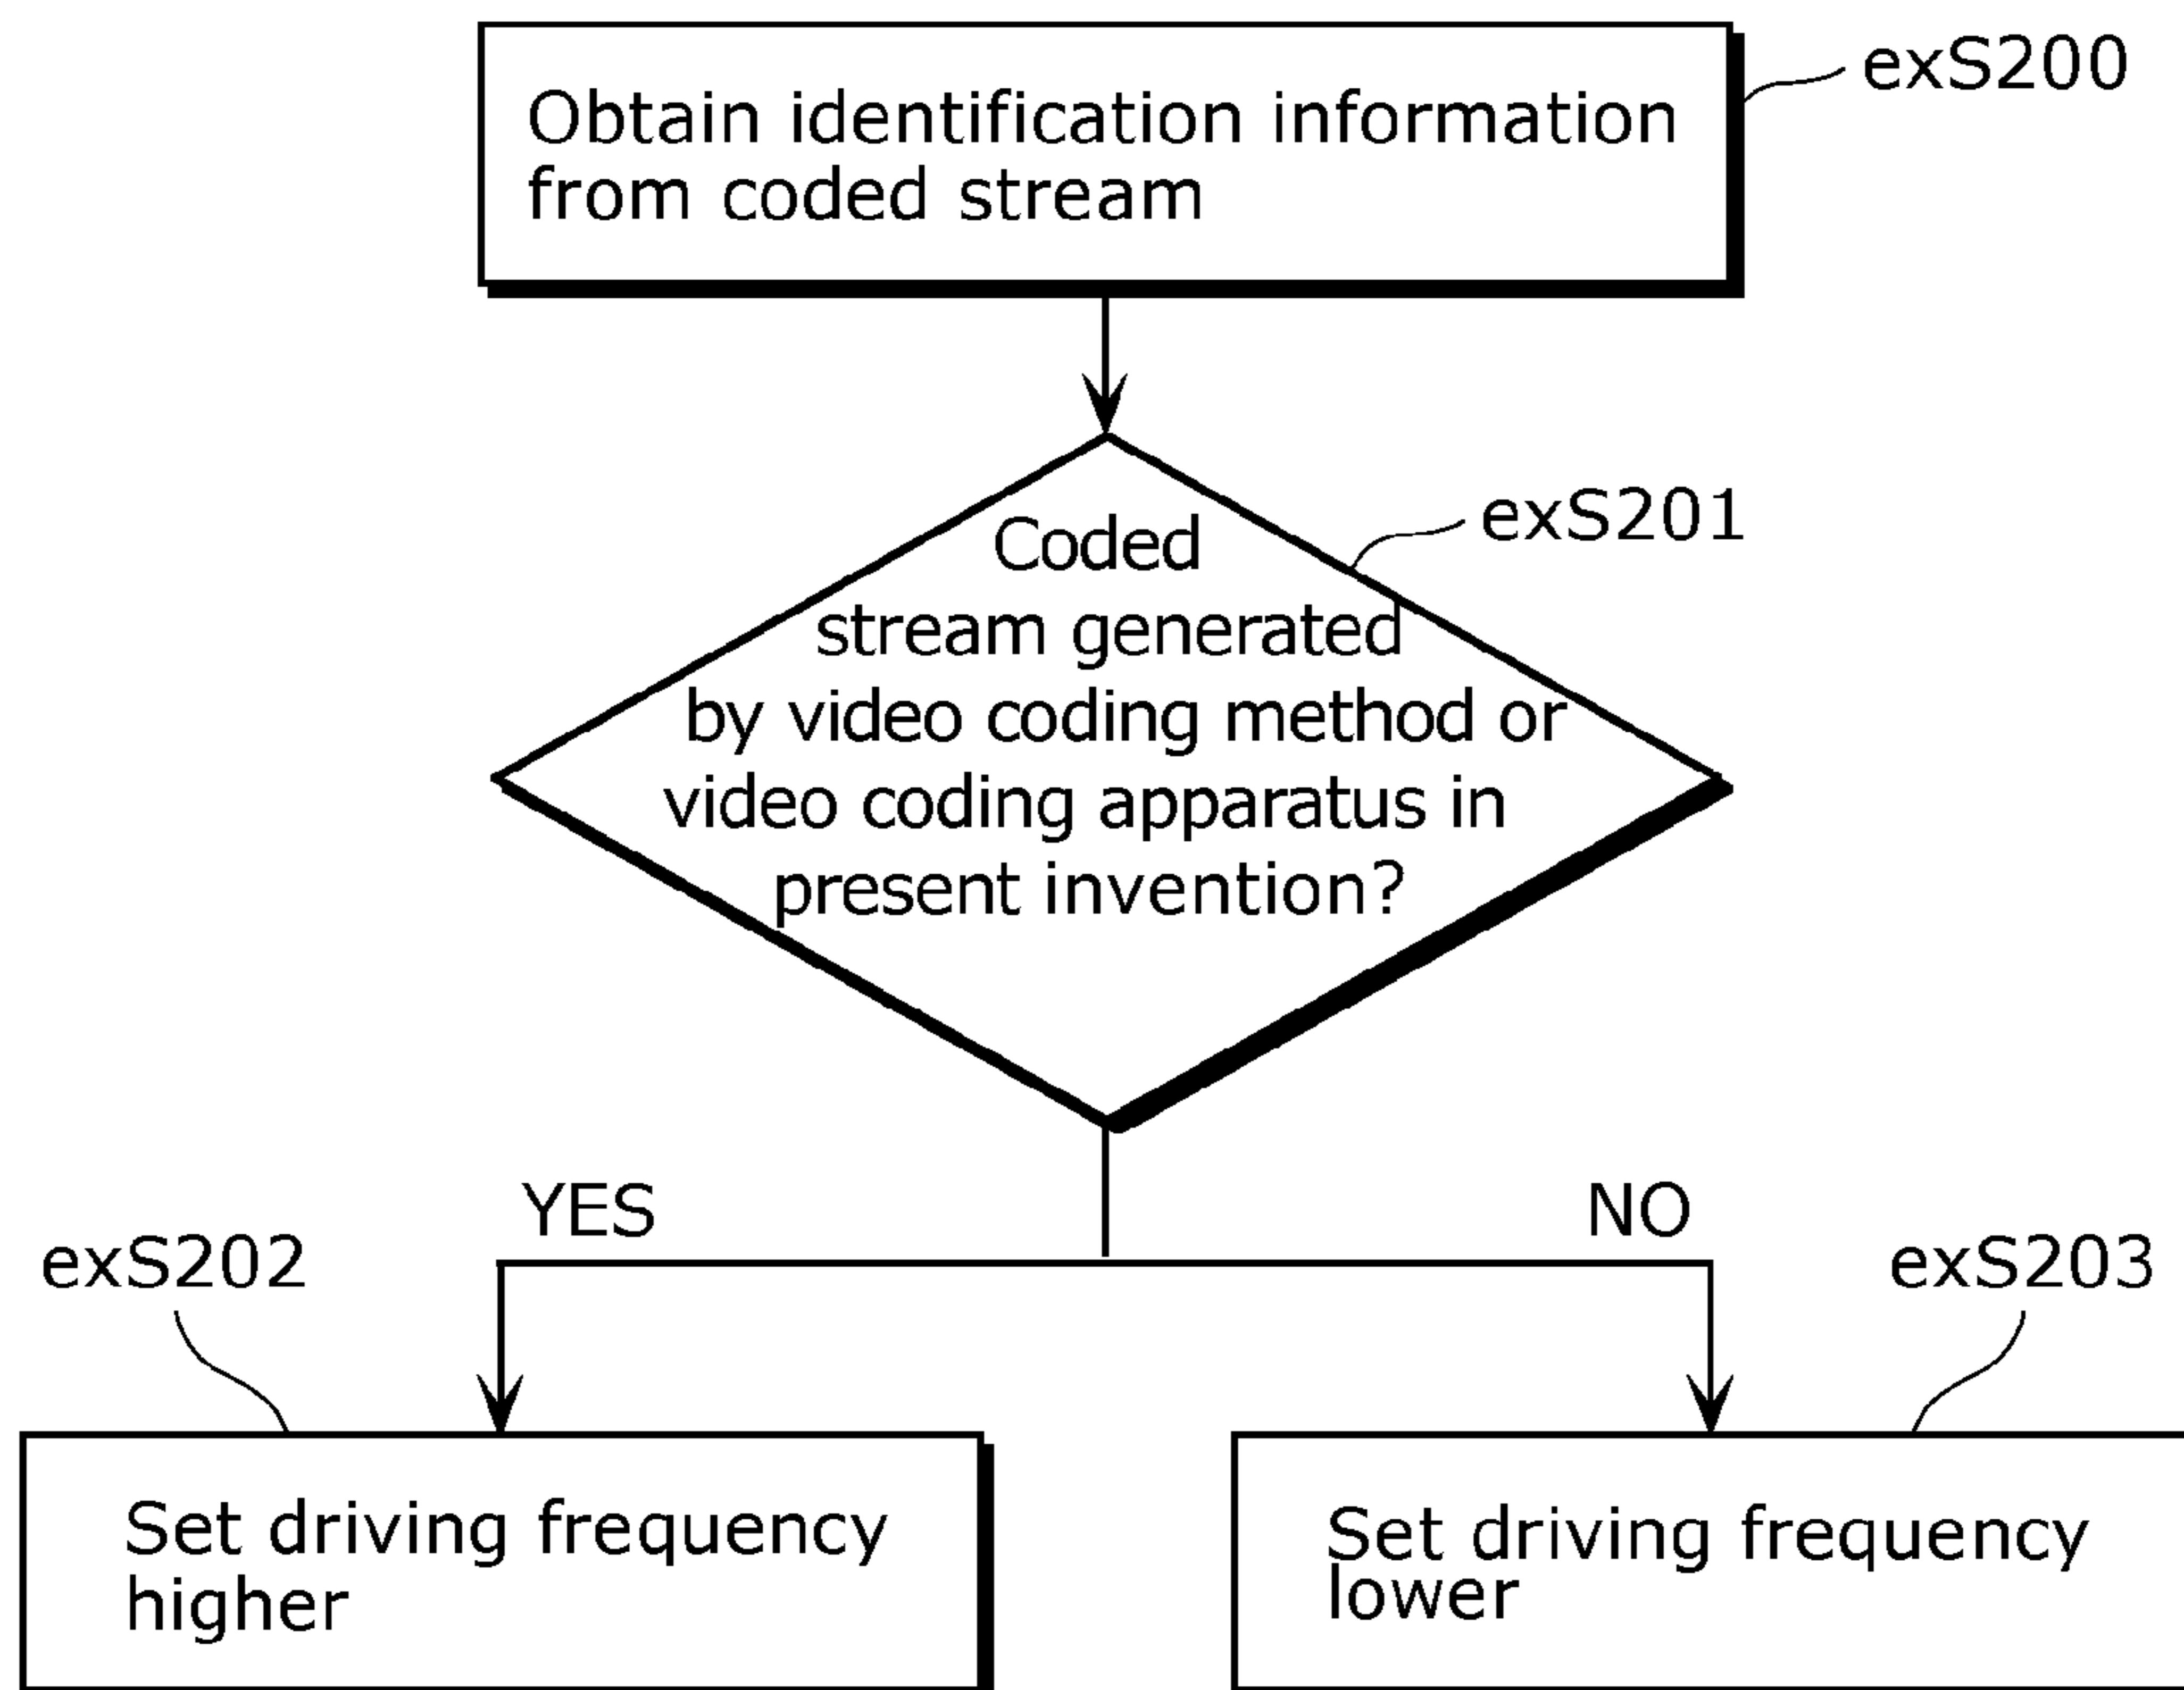 exS200
Obtain identification information
from coded stream
exS201
Coded
stream generated
by video coding method or
video coding apparatus in
present invention?
YES
NO
exS202
exS203
Set driving frequency
higher
Set driving frequency
lower